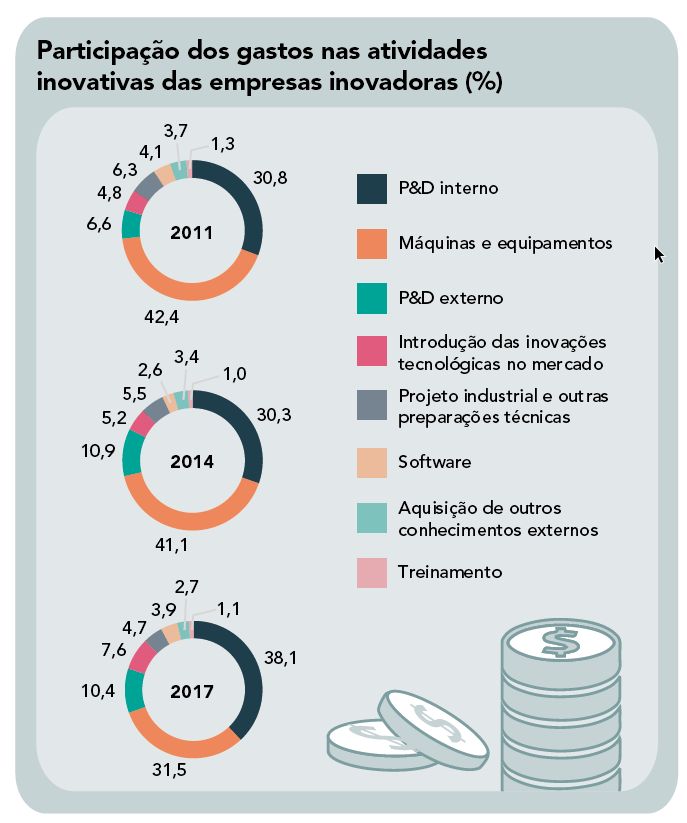 Participação dos gastos nas atividades
inovativas das empresas inovadoras (%)
3,7
1,3
4,1
6,3
30,8
4,8
6,6
2011
42,4
3,4
2,6
1,0
5,5
5,2
30,3
10,9
2014
41,1
2,7
3,9
1,1
4,7
7,6
38,1
10,4
2017
31,5
P&D interno
Máquinas e equipamentos
P&D externo
Introdução das inovações
tecnológicas no mercado
Projeto industrial e outras
preparações técnicas
Software
Aquisição de outros
conhecimentos externos
Treinamento
$
$
$